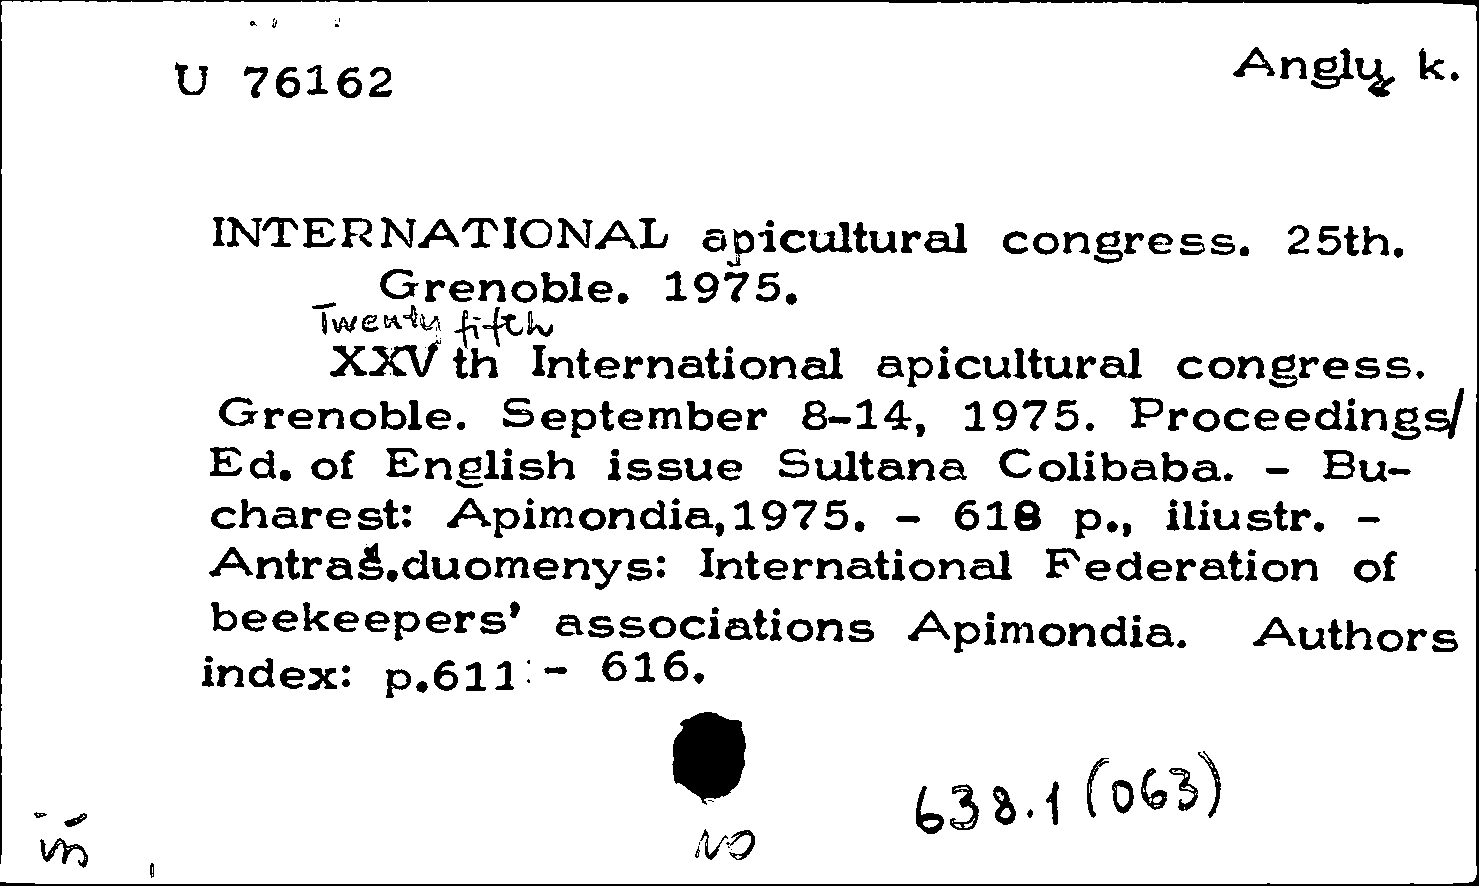 U 76162
Anglų k.
INTERNATIONAL apicultural congress. 25th.
Grenoble. 1975.
Twenty fifth
XXV th International apicultural congress.
Grenoble. September 8-14, 1975. Proceedings/
Ed. of English issue Sultana Colibaba. - Bu-
charest: Apimondia,1975. - 618 p., iliustr. -
Antraš.duomenys: International Federation of
beekeepers' associations Apimondia. Authors
index: p.611 - 616.
638.1 (063)